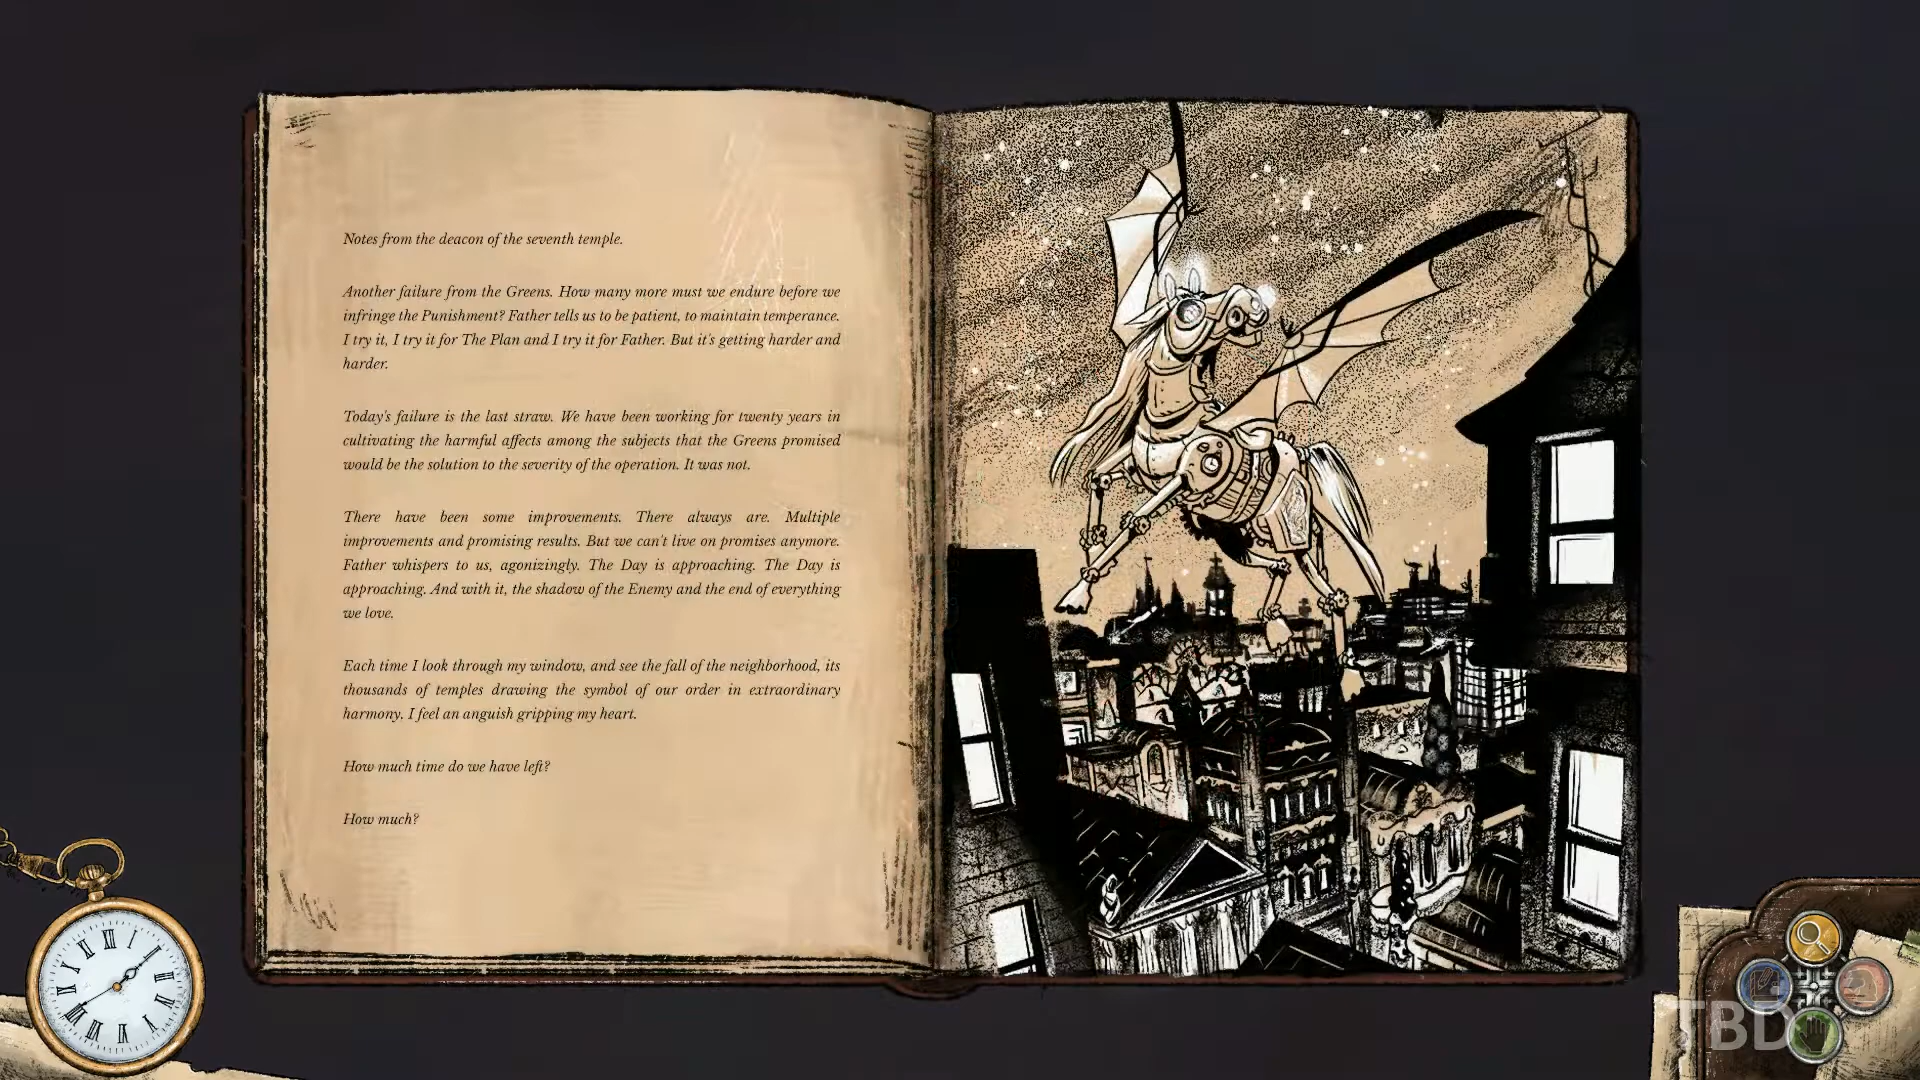 Notes from the deacon of the seventh temple.
Another failure from the Greens. How many more must we endure before we
infringe the Punishment? Father tells us to be patient, to maintain temperance.
I try it, I try it for The Plan and I try it for Father. But it's getting harder and
harder.
Today's failure is the last straw. We have been working for twenty years in
cultivating the harmful affects among the subjects that the Greens promised
would be the solution to the severity of the operation. It was not.
There have been some improvements. There always are. Multiple
improvements and promising results. But we can't live on promises anymore.
Father whispers to us, agonizingly. The Day is approaching. The Day is
approaching. And with it, the shadow of the Enemy and the end of everything
we love.
Each time I look through my window, and see the fall of the neighborhood, its
thousands of temples drawing the symbol of our order in extraordinary
harmony. I feel an anguish gripping my heart.
How much time do we have left?
How much?
TBD